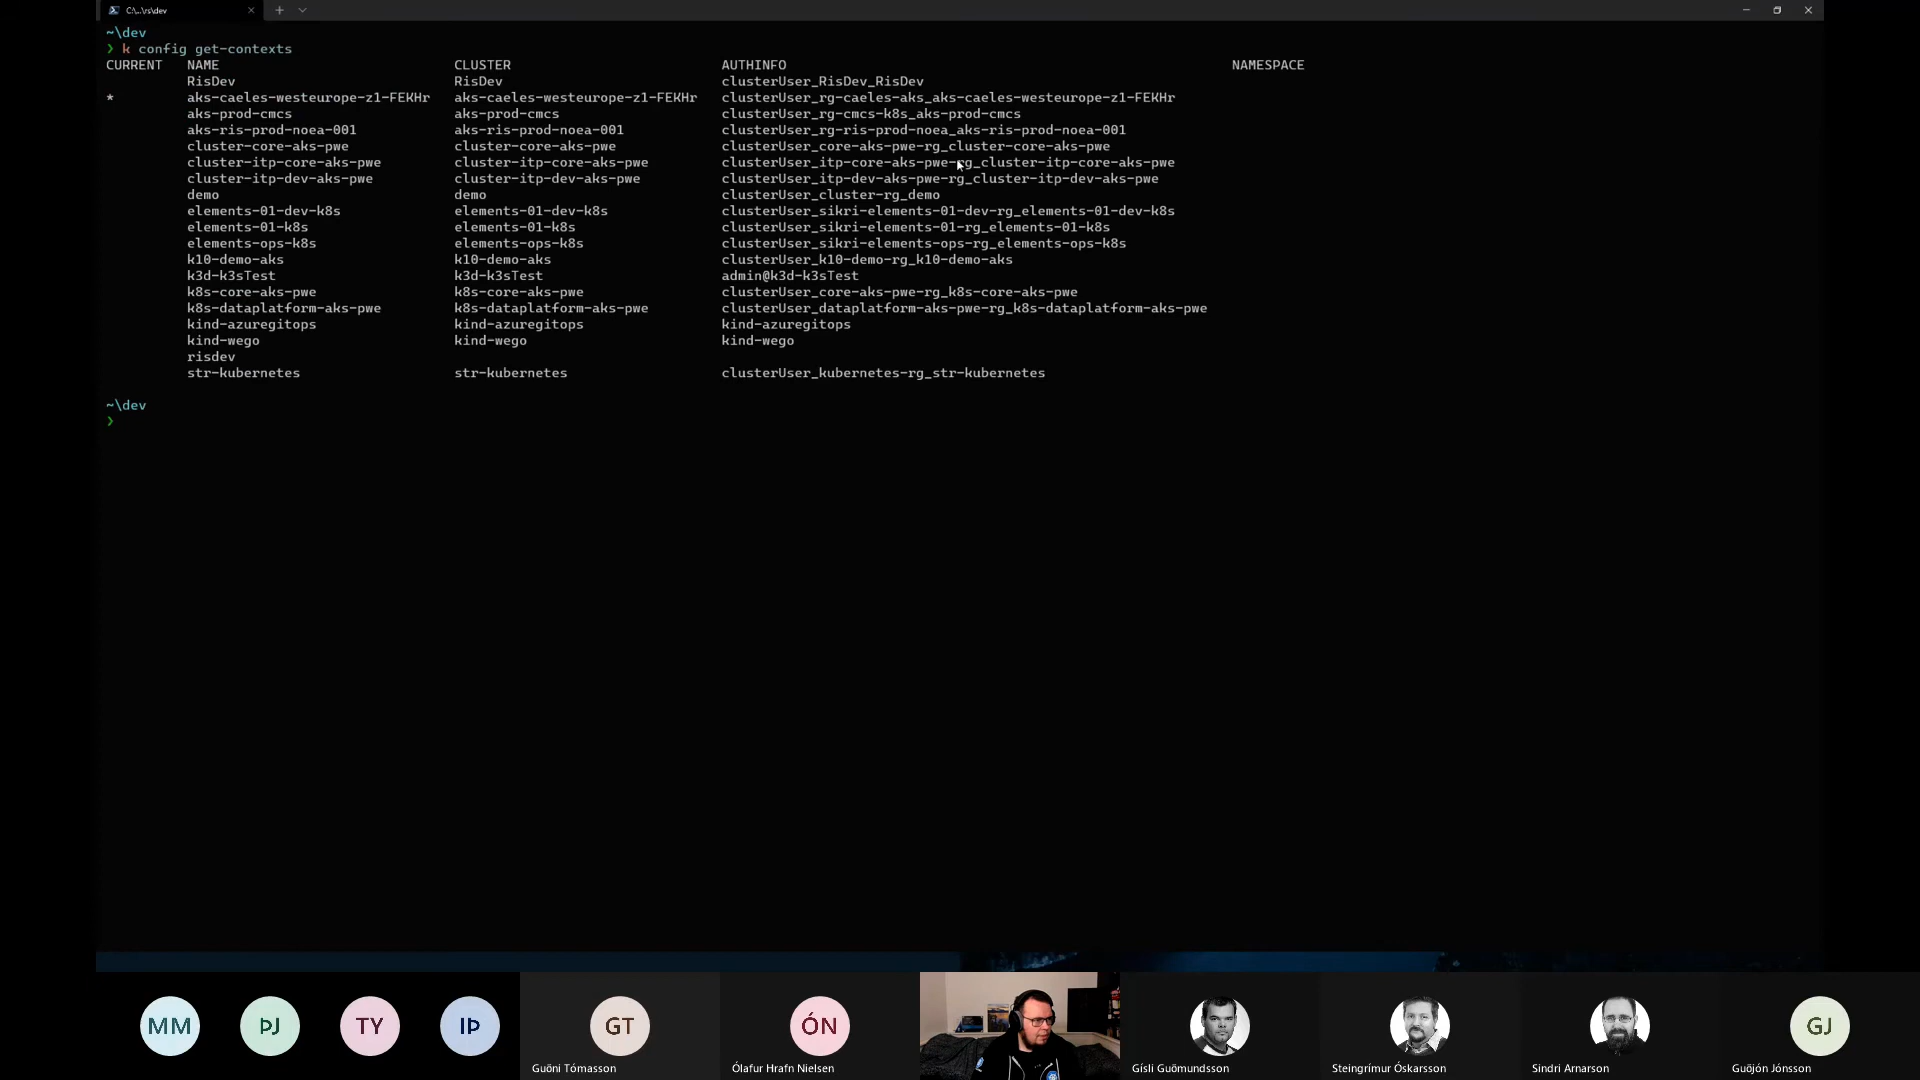 C:\...\rs\dev
~\dev
❯ k config get-contexts
CURRENT NAME CLUSTER AUTHINFO NAMESPACE
RisDev RisDev clusterUser_RisDev_RisDev
* aks-caeles-westeurope-z1-FEKHr aks-caeles-westeurope-z1-FEKHr clusterUser_rg-caeles-aks_aks-caeles-westeurope-z1-FEKHr
aks-prod-cmcs aks-prod-cmcs clusterUser_rg-cmcs-k8s_aks-prod-cmcs
aks-ris-prod-noea-001 aks-ris-prod-noea-001 clusterUser_rg-ris-prod-noea_aks-ris-prod-noea-001
cluster-core-aks-pwe cluster-core-aks-pwe clusterUser_core-aks-pwe-rg_cluster-core-aks-pwe
cluster-itp-core-aks-pwe cluster-itp-core-aks-pwe clusterUser_itp-core-aks-pwe-rg_cluster-itp-core-aks-pwe
cluster-itp-dev-aks-pwe cluster-itp-dev-aks-pwe clusterUser_itp-dev-aks-pwe-rg_cluster-itp-dev-aks-pwe
demo demo clusterUser_cluster-rg_demo
elements-01-dev-k8s elements-01-dev-k8s clusterUser_sikri-elements-01-dev-rg_elements-01-dev-k8s
elements-01-k8s elements-01-k8s clusterUser_sikri-elements-01-rg_elements-01-k8s
elements-ops-k8s elements-ops-k8s clusterUser_sikri-elements-ops-rg_elements-ops-k8s
k10-demo-aks k10-demo-aks clusterUser_k10-demo-rg_k10-demo-aks
k3d-k3sTest k3d-k3sTest admin@k3d-k3sTest
k8s-core-aks-pwe k8s-core-aks-pwe clusterUser_core-aks-pwe-rg_k8s-core-aks-pwe
k8s-dataplatform-aks-pwe k8s-dataplatform-aks-pwe clusterUser_dataplatform-aks-pwe-rg_k8s-dataplatform-aks-pwe
kind-azuregitops kind-azuregitops kind-azuregitops
kind-wego kind-wego kind-wego
risdev
str-kubernetes str-kubernetes clusterUser_kubernetes-rg_str-kubernetes
~\dev
❯
MM ÞJ TY IÞ GT ÓN GJ
Guðni Tómasson Ólafur Hrafn Nielsen Gísli Guðmundsson Steingrímur Óskarsson Sindri Arnarson Guðjón Jónsson